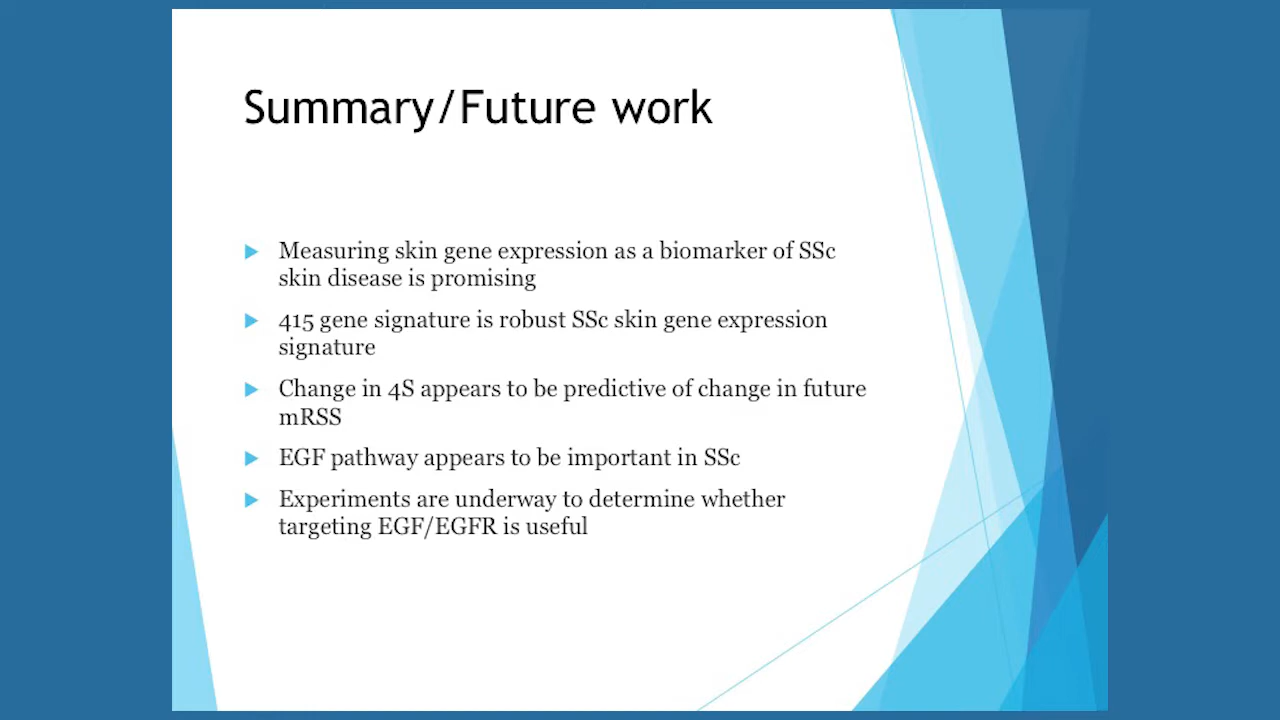 Summary/Future work
Measuring skin gene expression as a biomarker of SSc
skin disease is promising
415 gene signature is robust SSc skin gene expression
signature
Change in 4S appears to be predictive of change in future
mRSS
EGF pathway appears to be important in SSc
Experiments are underway to determine whether
targeting EGF/EGFR is useful